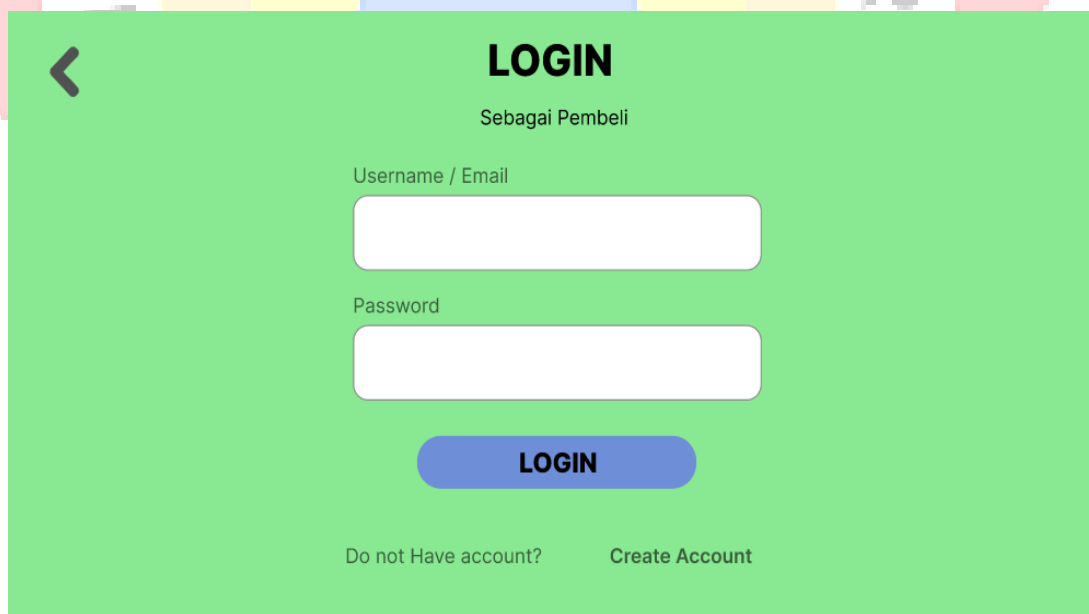 LOGIN
Sebagai Pembeli
Username / Email
Password
LOGIN
Do not Have account? Create Account